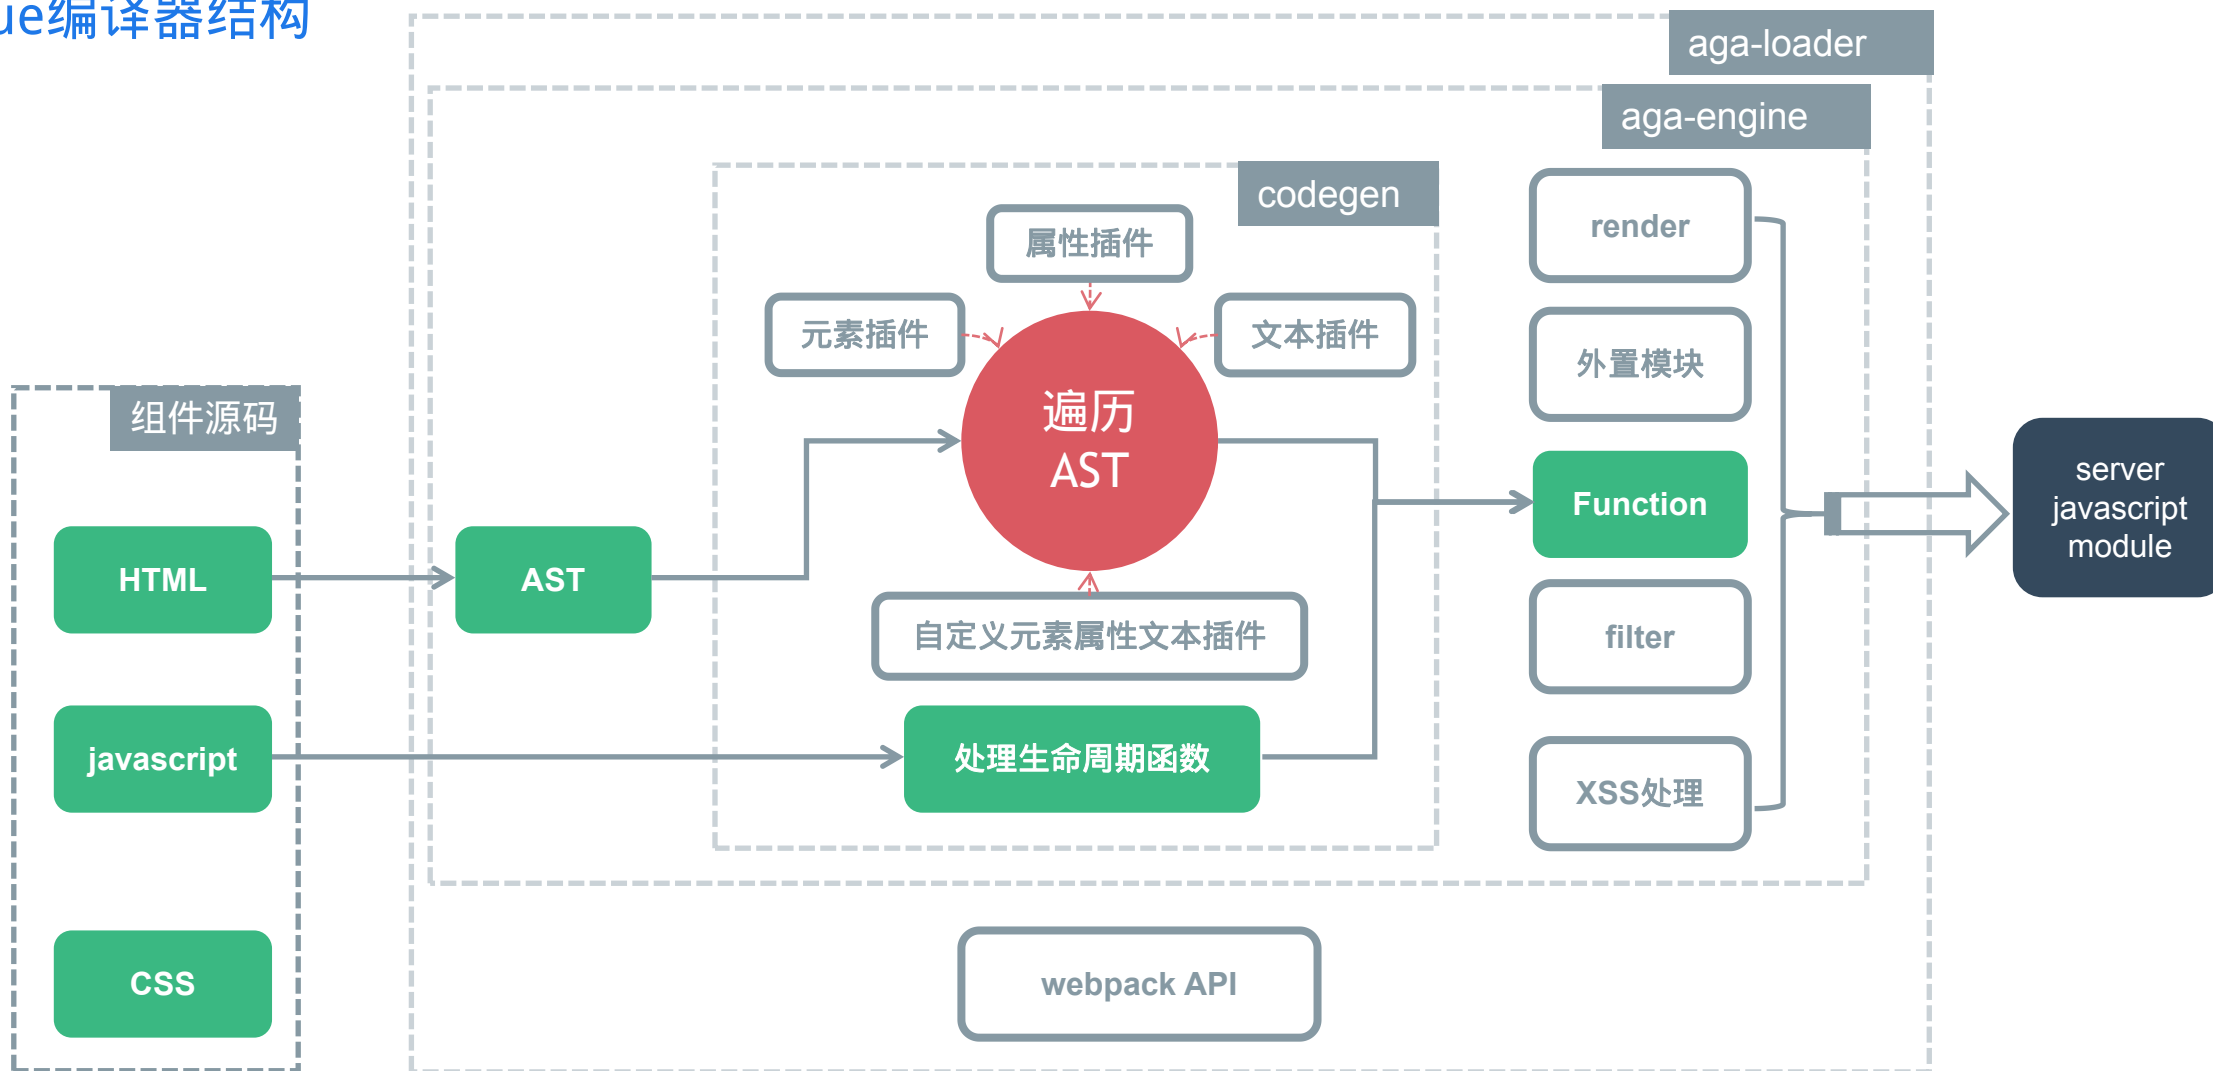 ue编译器结构
aga-loader
aga-engine
codegen
属性插件
元素插件
文本插件
遍历
AST
自定义元素属性文本插件
处理生命周期函数
组件源码
HTML
javascript
CSS
AST
render
外置模块
Function
filter
XSS处理
server
javascript
module
webpack API